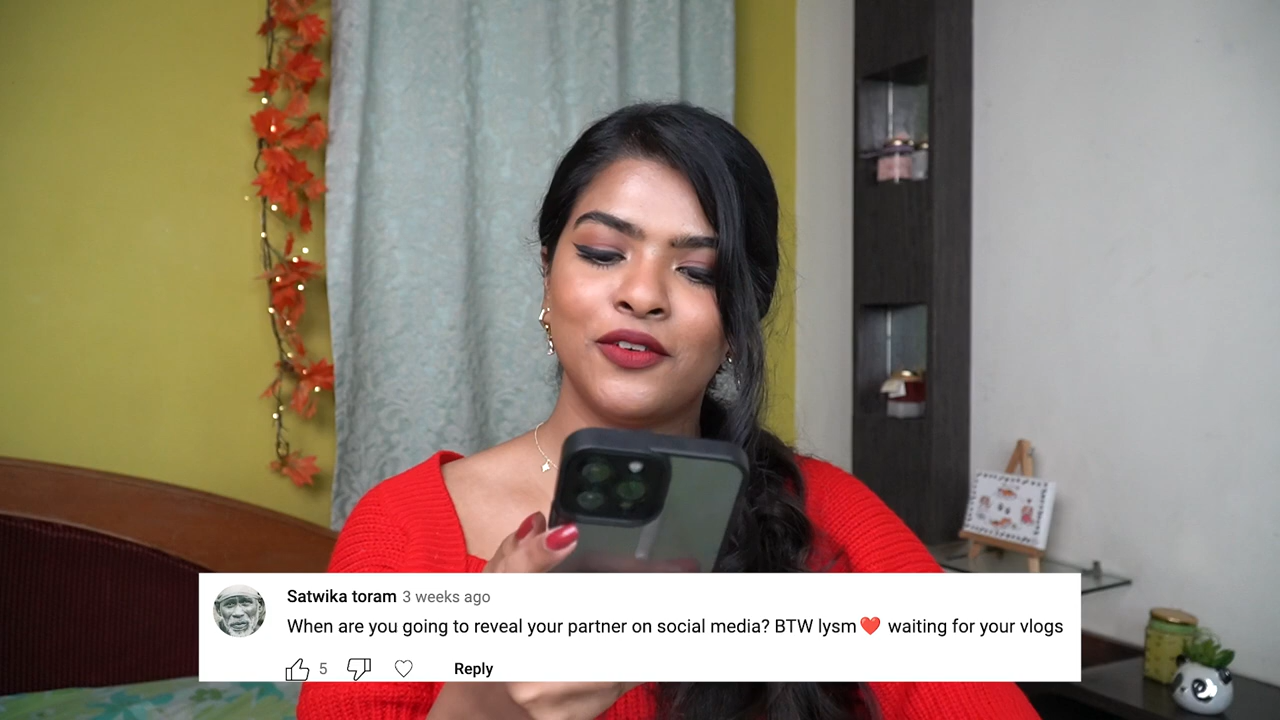 Satwika toram 3 weeks ago
When are you going to reveal your partner on social media? BTW lysm❤️ waiting for your vlogs
5
Reply